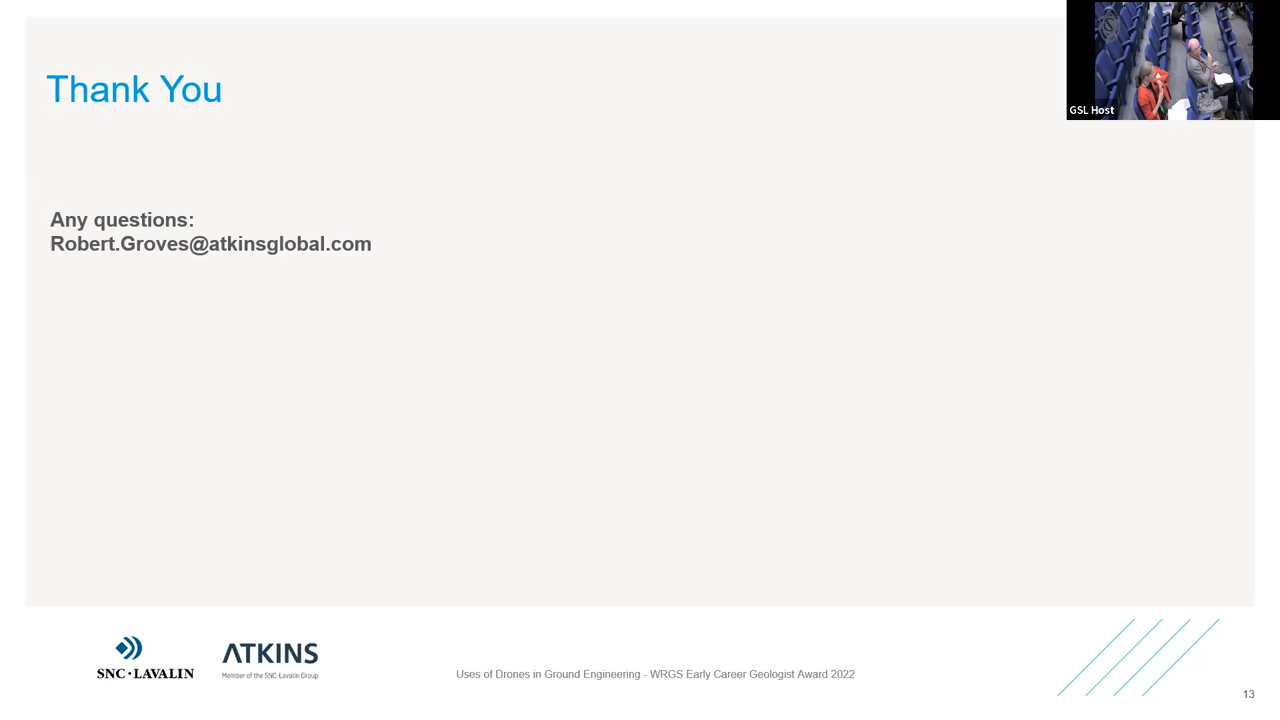 Thank You
GSL Host
Any questions:
Robert.Groves@atkinsglobal.com
SNC·LAVALIN
ATKINS
Member of the SNC-Lavalin Group
Uses of Drones in Ground Engineering - WRGS Early Career Geologist Award 2022
13